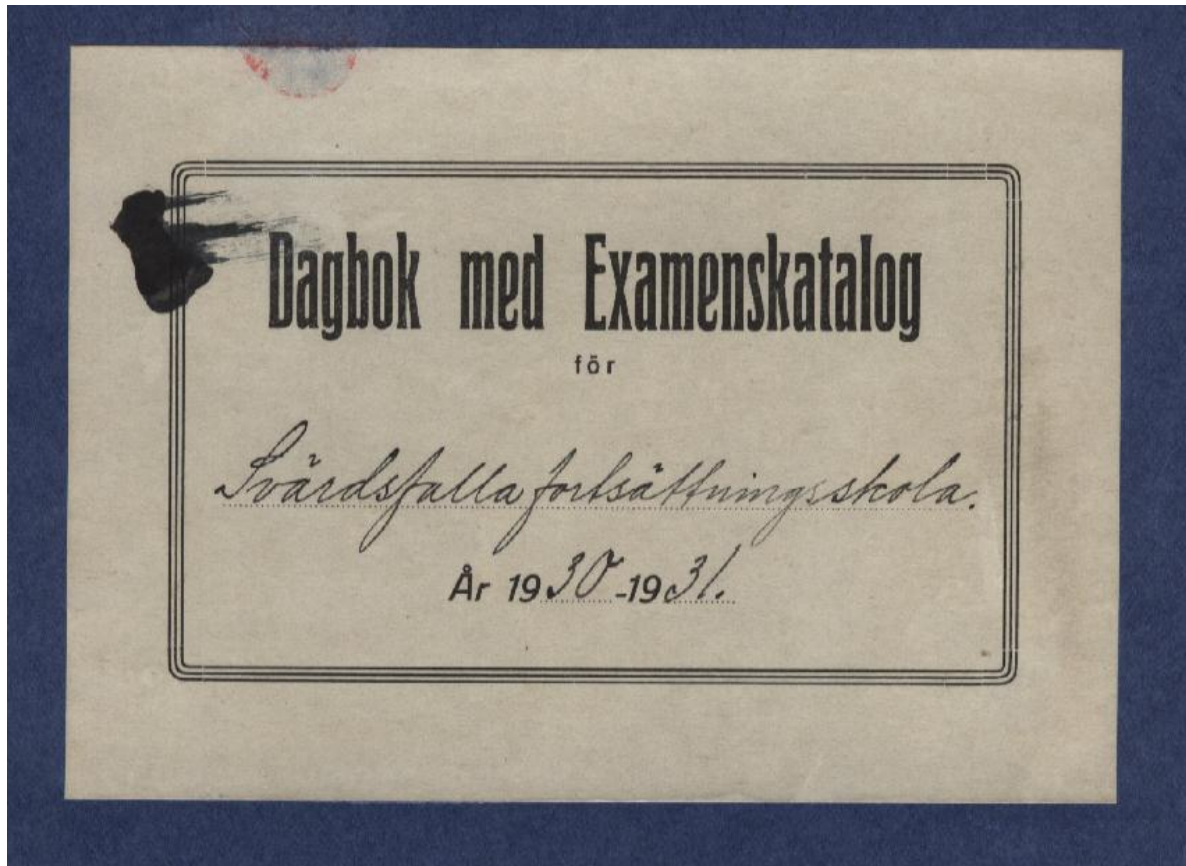 Dagbok med Examenskatalog
för
Svärdsfalla fortsättningsskola.
År 1930-1931.